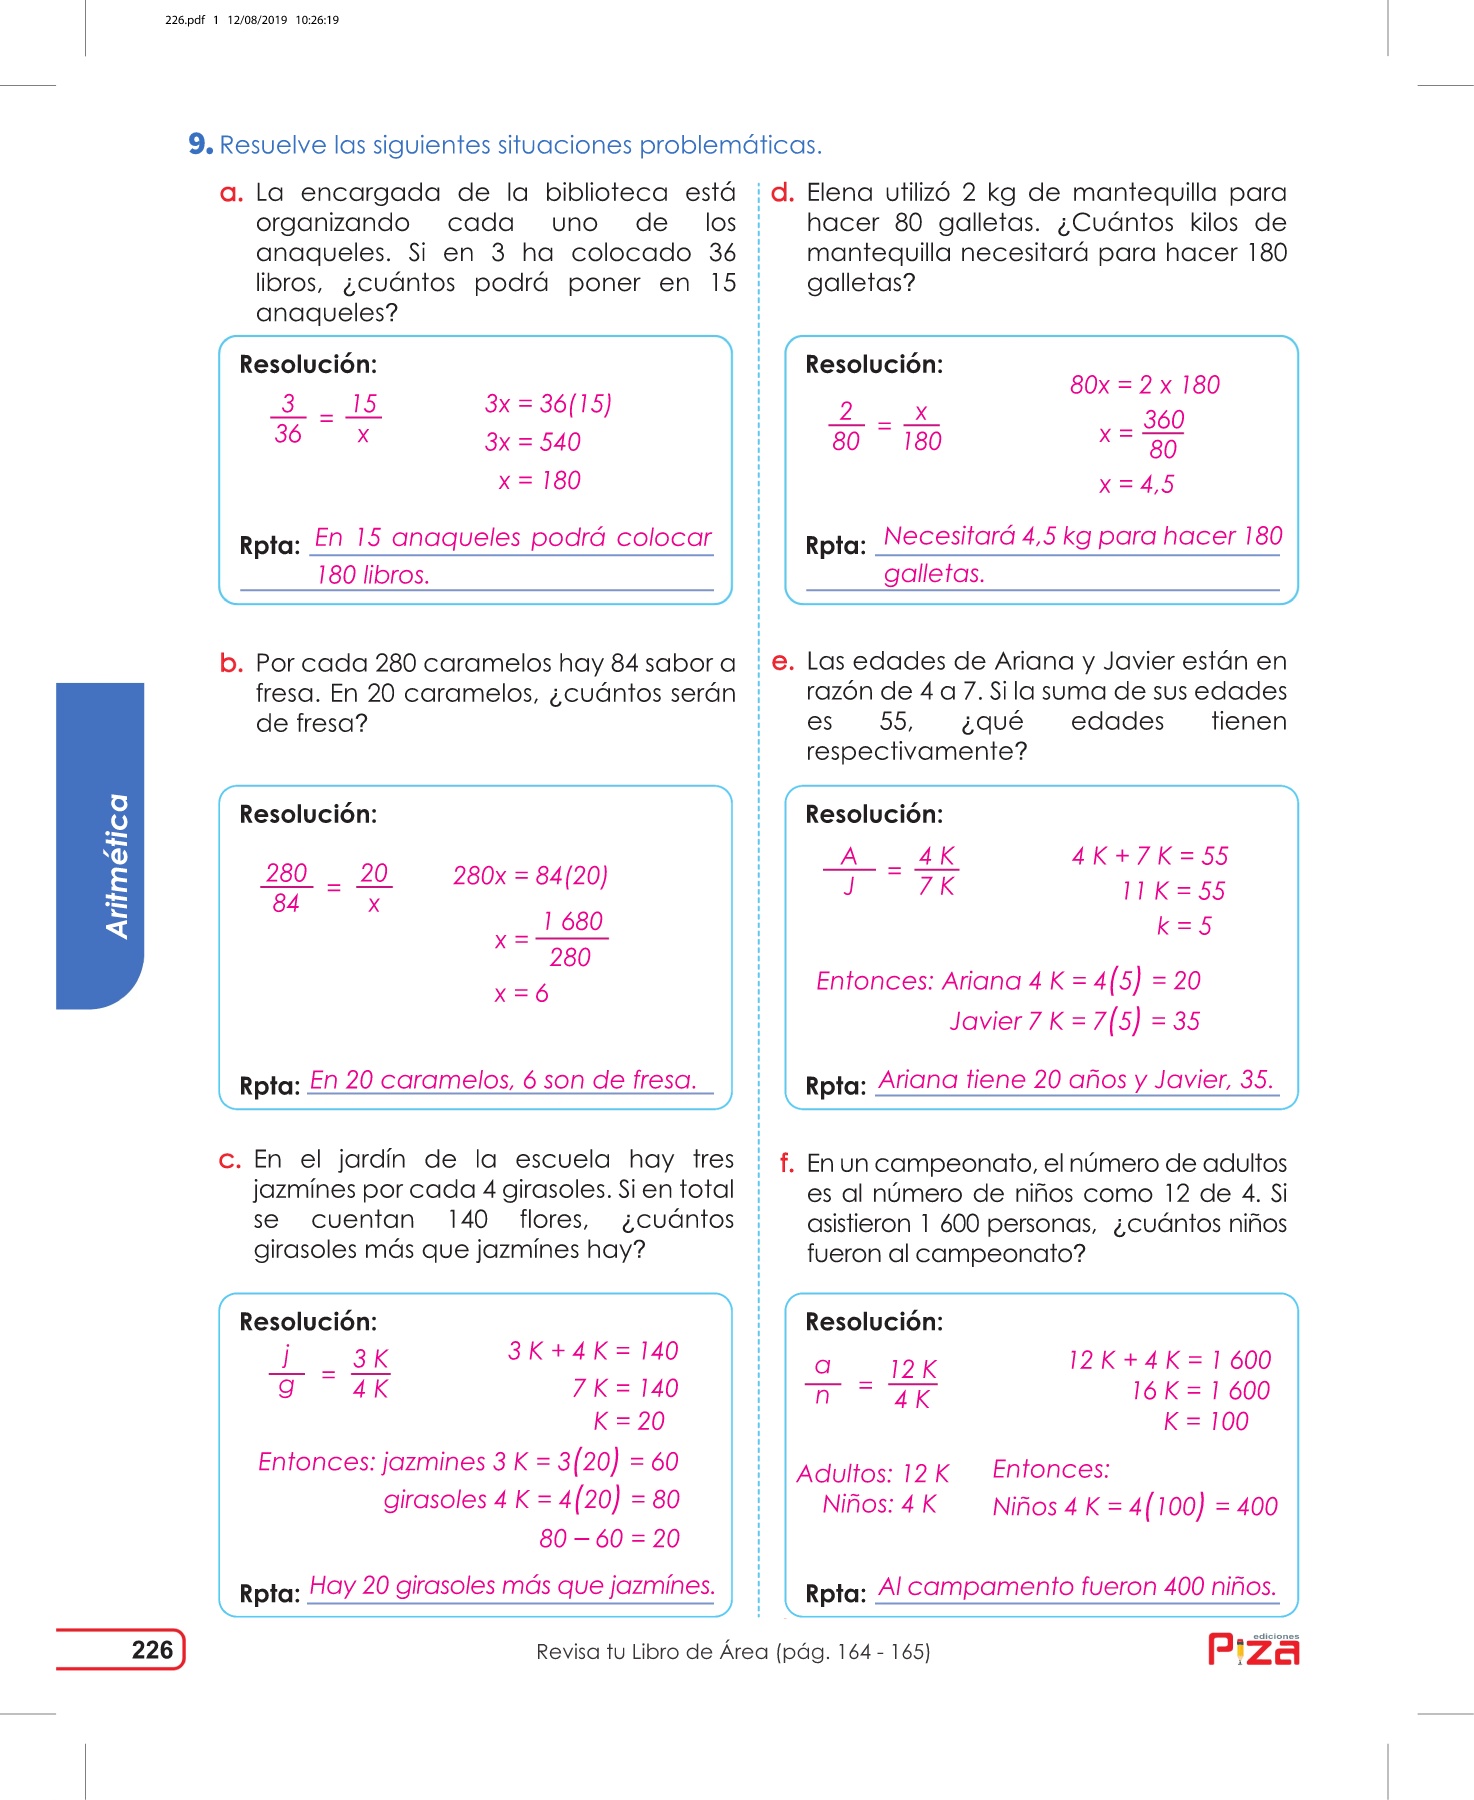 226.pdf 1 12/08/2019 10:26:19
9. Resuelve las siguientes situaciones problemáticas.
a. La encargada de la biblioteca está
organizando cada uno de los
anaqueles. Si en 3 ha colocado 36
libros, ¿cuántos podrá poner en 15
anaqueles?
Resolución:
3/36 = 15/x
3x = 36(15)
3x = 540
x = 180
Rpta: En 15 anaqueles podrá colocar
180 libros.
b. Por cada 280 caramelos hay 84 sabor a
fresa. En 20 caramelos, ¿cuántos serán
de fresa?
Resolución:
280/84 = 20/x
280x = 84(20)
x = 1 680/280
x = 6
Rpta: En 20 caramelos, 6 son de fresa.
c. En el jardín de la escuela hay tres
jazmínes por cada 4 girasoles. Si en total
se cuentan 140 flores, ¿cuántos
girasoles más que jazmínes hay?
Resolución:
j/g = 3 K/4 K
3 K + 4 K = 140
7 K = 140
K = 20
Entonces: jazmines 3 K = 3(20) = 60
girasoles 4 K = 4(20) = 80
80 – 60 = 20
Rpta: Hay 20 girasoles más que jazmínes.
d. Elena utilizó 2 kg de mantequilla para
hacer 80 galletas. ¿Cuántos kilos de
mantequilla necesitará para hacer 180
galletas?
Resolución:
2/80 = x/180
80x = 2 x 180
x = 360/80
x = 4,5
Rpta: Necesitará 4,5 kg para hacer 180
galletas.
e. Las edades de Ariana y Javier están en
razón de 4 a 7. Si la suma de sus edades
es 55, ¿qué edades tienen
respectivamente?
Resolución:
A/J = 4 K/7 K
4 K + 7 K = 55
11 K = 55
k = 5
Entonces: Ariana 4 K = 4(5) = 20
Javier 7 K = 7(5) = 35
Rpta: Ariana tiene 20 años y Javier, 35.
f. En un campeonato, el número de adultos
es al número de niños como 12 de 4. Si
asistieron 1 600 personas, ¿cuántos niños
fueron al campeonato?
Resolución:
a/n = 12 K/4 K
12 K + 4 K = 1 600
16 K = 1 600
K = 100
Adultos: 12 K
Niños: 4 K
Entonces:
Niños 4 K = 4(100) = 400
Rpta: Al campamento fueron 400 niños.
Aritmética
226
Revisa tu Libro de Área (pág. 164 - 165)
ediciones
Piza